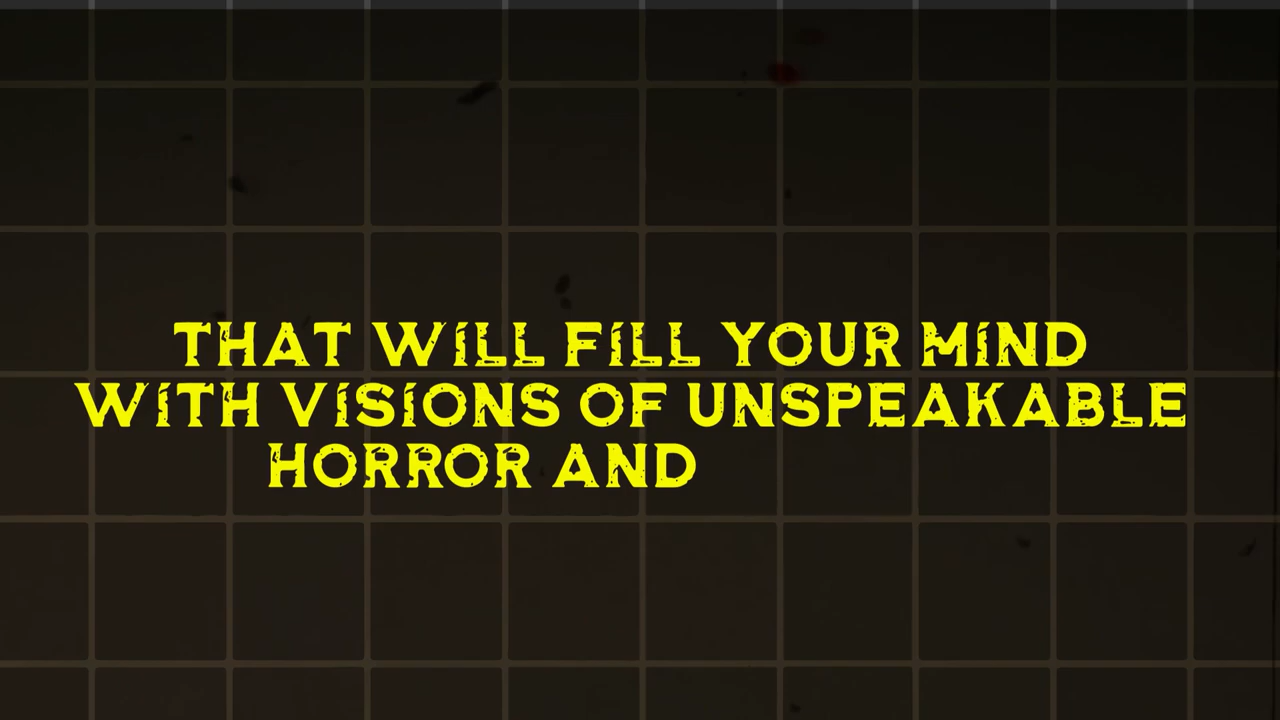 THAT WILL FILL YOUR MIND
WITH VISIONS OF UNSPEAKABLE
HORROR AND